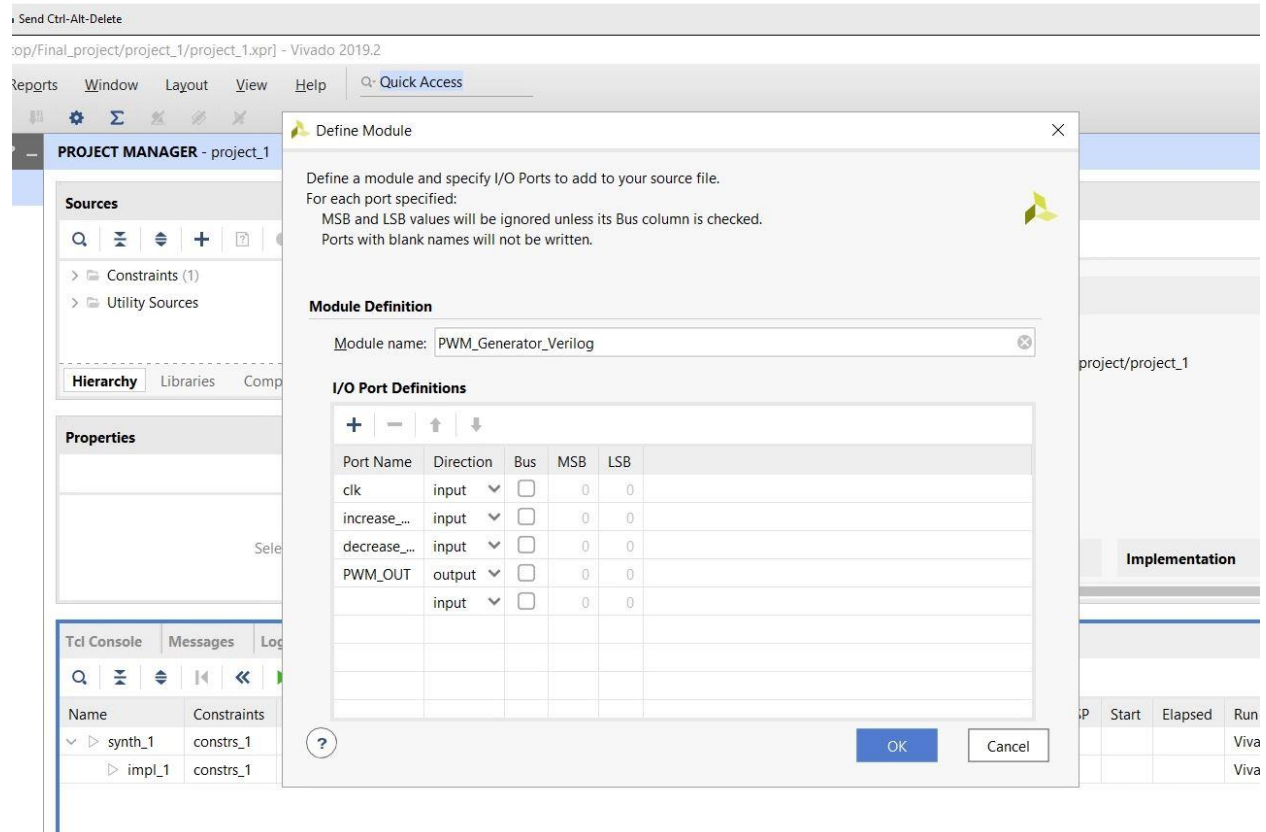 Send Ctrl-Alt-Delete
top/Final_project/project_1/project_1.xpr] - Vivado 2019.2
Reports Window Layout View Help Quick Access
PROJECT MANAGER - project_1
Sources
Constraints (1)
Utility Sources
Hierarchy Libraries Comp
Properties
Sele
Define Module
Define a module and specify I/O Ports to add to your source file.
For each port specified:
MSB and LSB values will be ignored unless its Bus column is checked.
Ports with blank names will not be written.
Module Definition
Module name: PWM_Generator_Verilog
I/O Port Definitions
Port Name Direction Bus MSB LSB
clk input 0 0
increase_... input 0 0
decrease_... input 0 0
PWM_OUT output 0 0
input 0 0
? OK Cancel
project/project_1
Implementation
Tcl Console Messages Log
Name Constraints
SP Start Elapsed Run
synth_1 constrs_1 Viva
impl_1 constrs_1 Viva